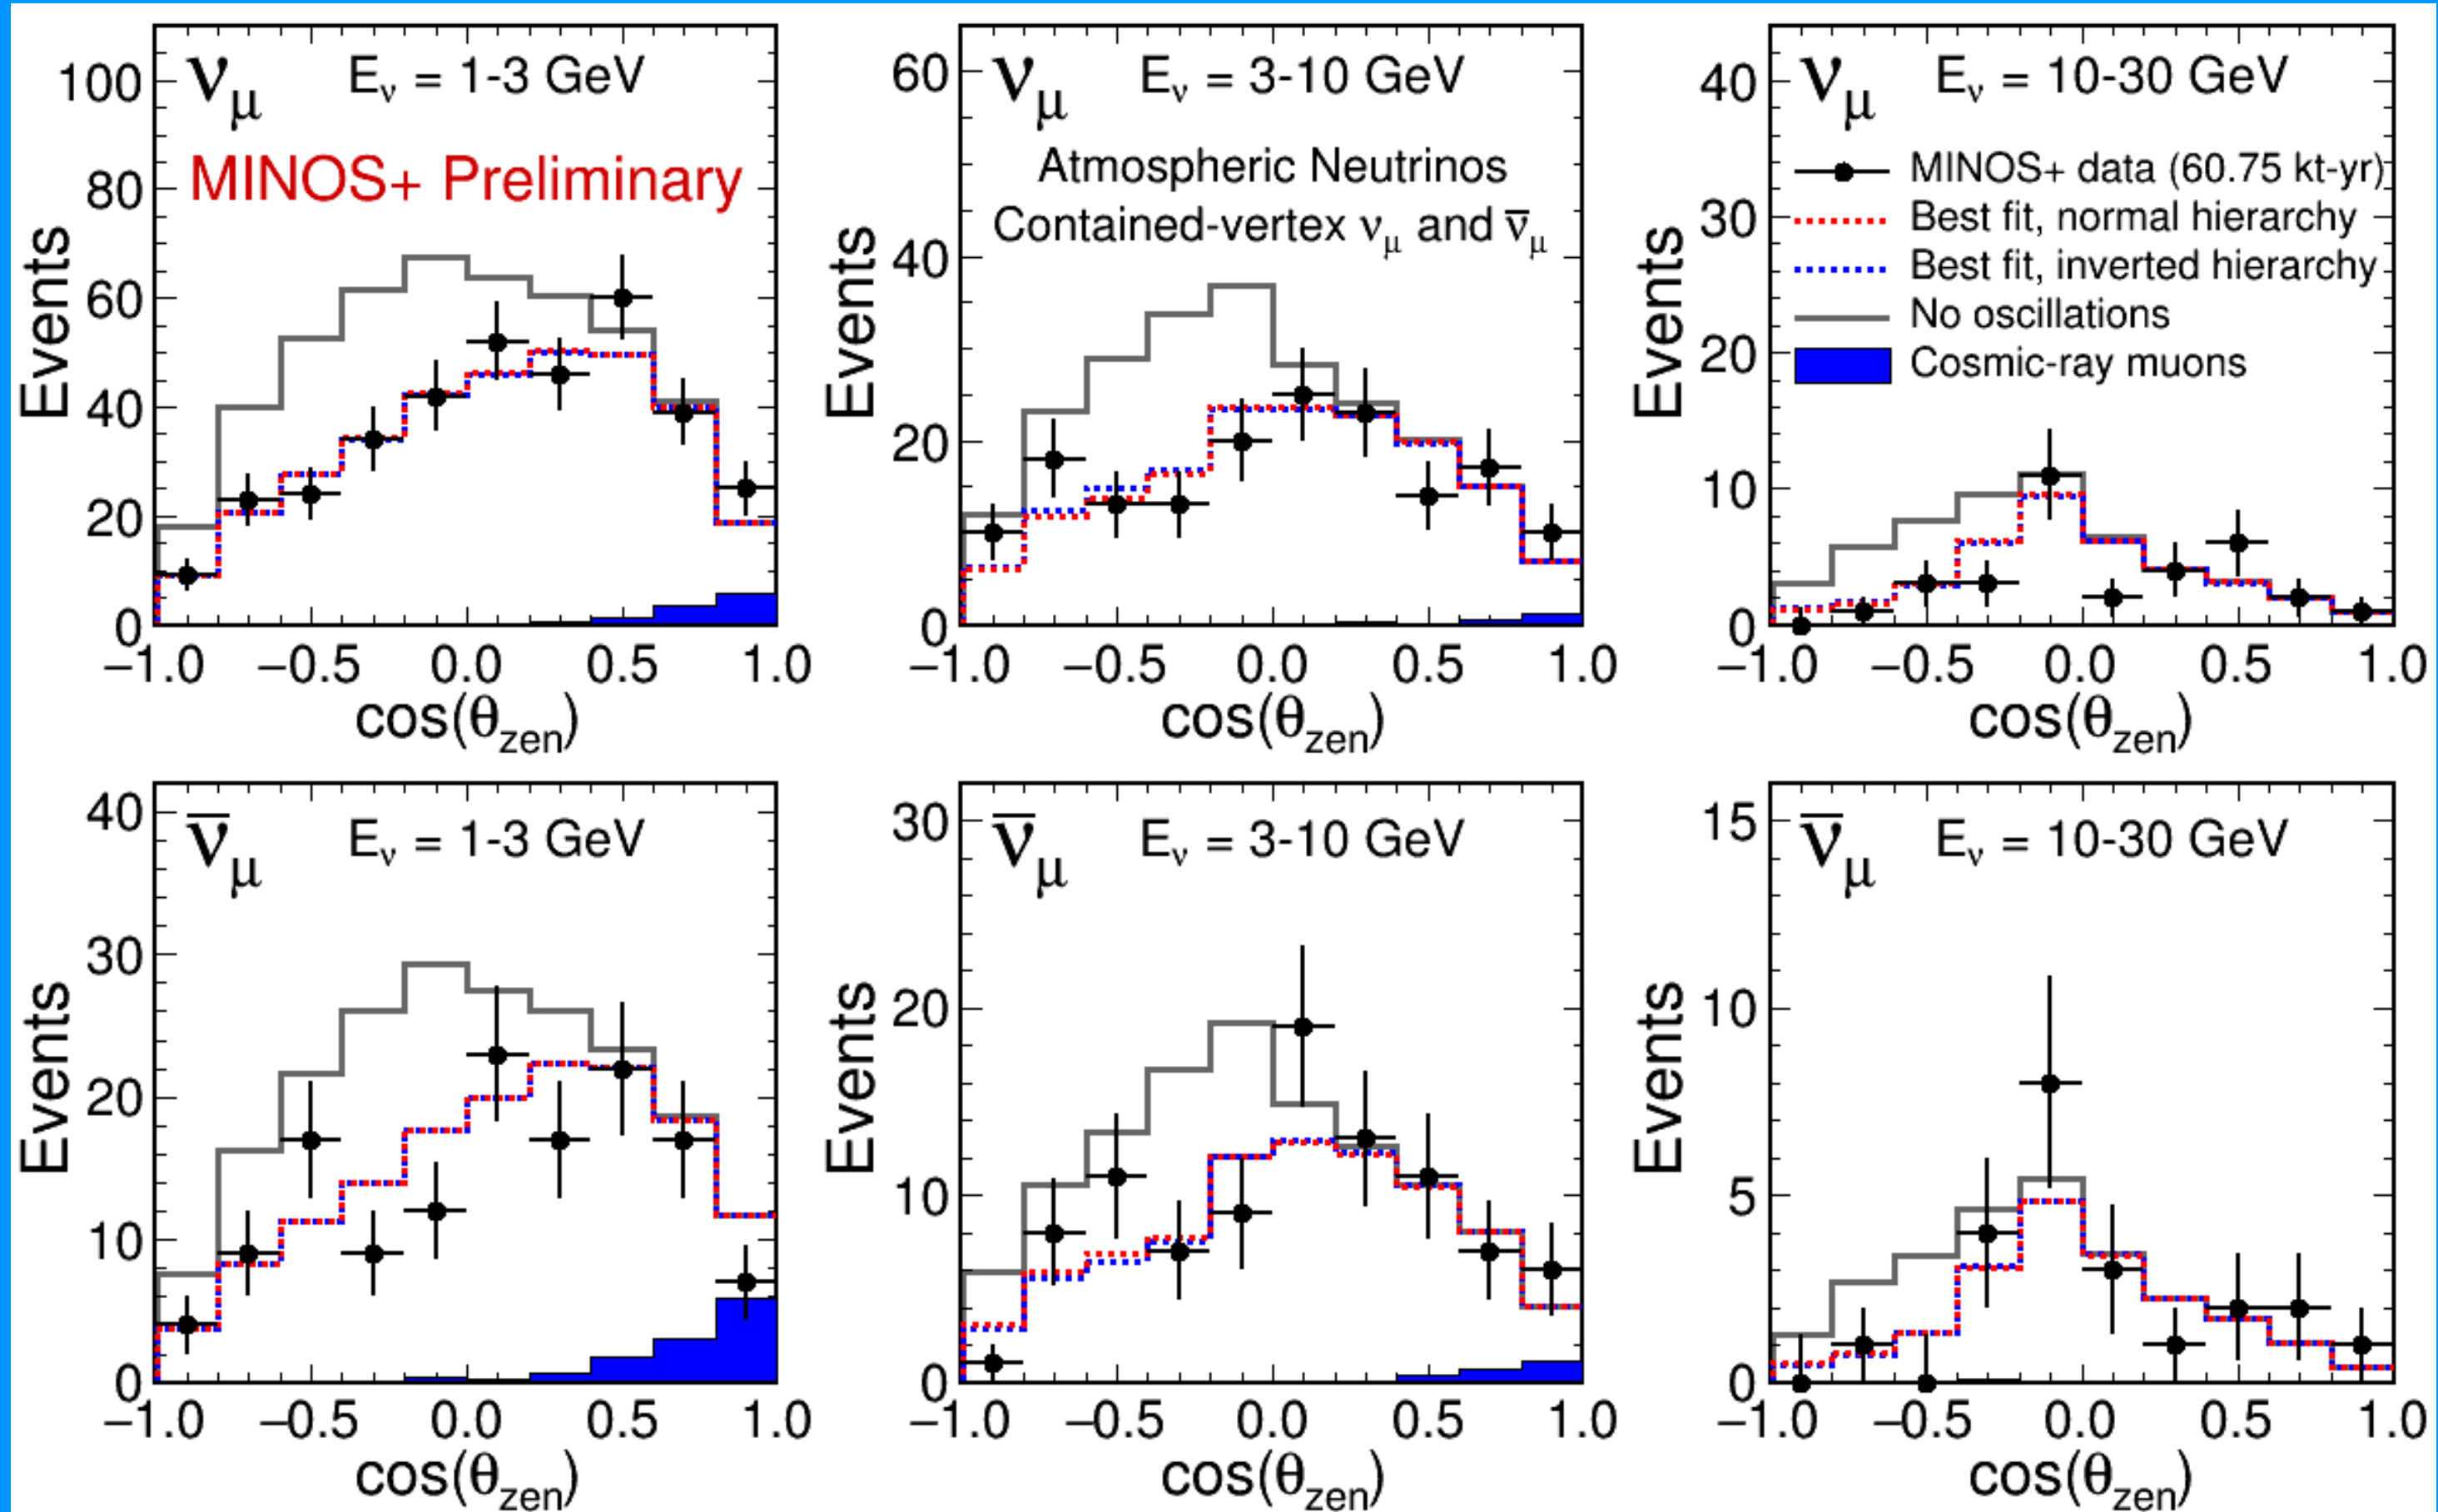 νμ Eν = 1-3 GeV
MINOS+ Preliminary
Events
100
80
60
40
20
0
−1.0 −0.5 0.0 0.5 1.0
cos(θzen)
νμ Eν = 3-10 GeV
Atmospheric Neutrinos
Contained-vertex νμ and ν̅μ
Events
60
40
20
0
−1.0 −0.5 0.0 0.5 1.0
cos(θzen)
νμ Eν = 10-30 GeV
MINOS+ data (60.75 kt-yr)
Best fit, normal hierarchy
Best fit, inverted hierarchy
No oscillations
Cosmic-ray muons
Events
40
30
20
10
0
−1.0 −0.5 0.0 0.5 1.0
cos(θzen)
ν̅μ Eν = 1-3 GeV
Events
40
30
20
10
0
−1.0 −0.5 0.0 0.5 1.0
cos(θzen)
ν̅μ Eν = 3-10 GeV
Events
30
20
10
0
−1.0 −0.5 0.0 0.5 1.0
cos(θzen)
ν̅μ Eν = 10-30 GeV
Events
15
10
5
0
−1.0 −0.5 0.0 0.5 1.0
cos(θzen)